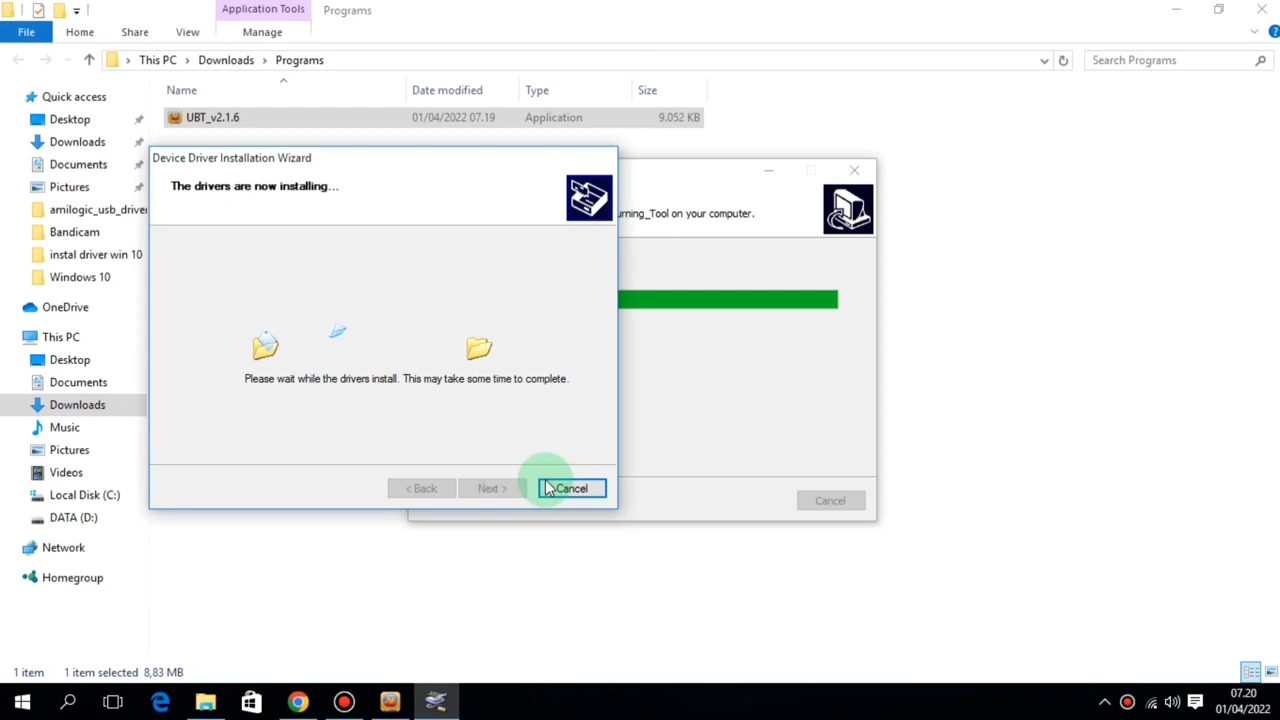 Application Tools
Programs
File
Home
Share
View
Manage
This PC > Downloads > Programs
Search Programs
Name
Date modified
Type
Size
UBT_v2.1.6
01/04/2022 07.19
Application
9.052 KB
Quick access
Desktop
Downloads
Documents
Pictures
amilogic_usb_driver
Bandicam
instal driver win 10
Windows 10
OneDrive
This PC
Desktop
Documents
Downloads
Music
Pictures
Videos
Local Disk (C:)
DATA (D:)
Network
Homegroup
Device Driver Installation Wizard
The drivers are now installing...
Please wait while the drivers install. This may take some time to complete.
< Back
Next >
Cancel
urning_Tool on your computer.
Cancel
1 item
1 item selected 8,83 MB
07.20
01/04/2022